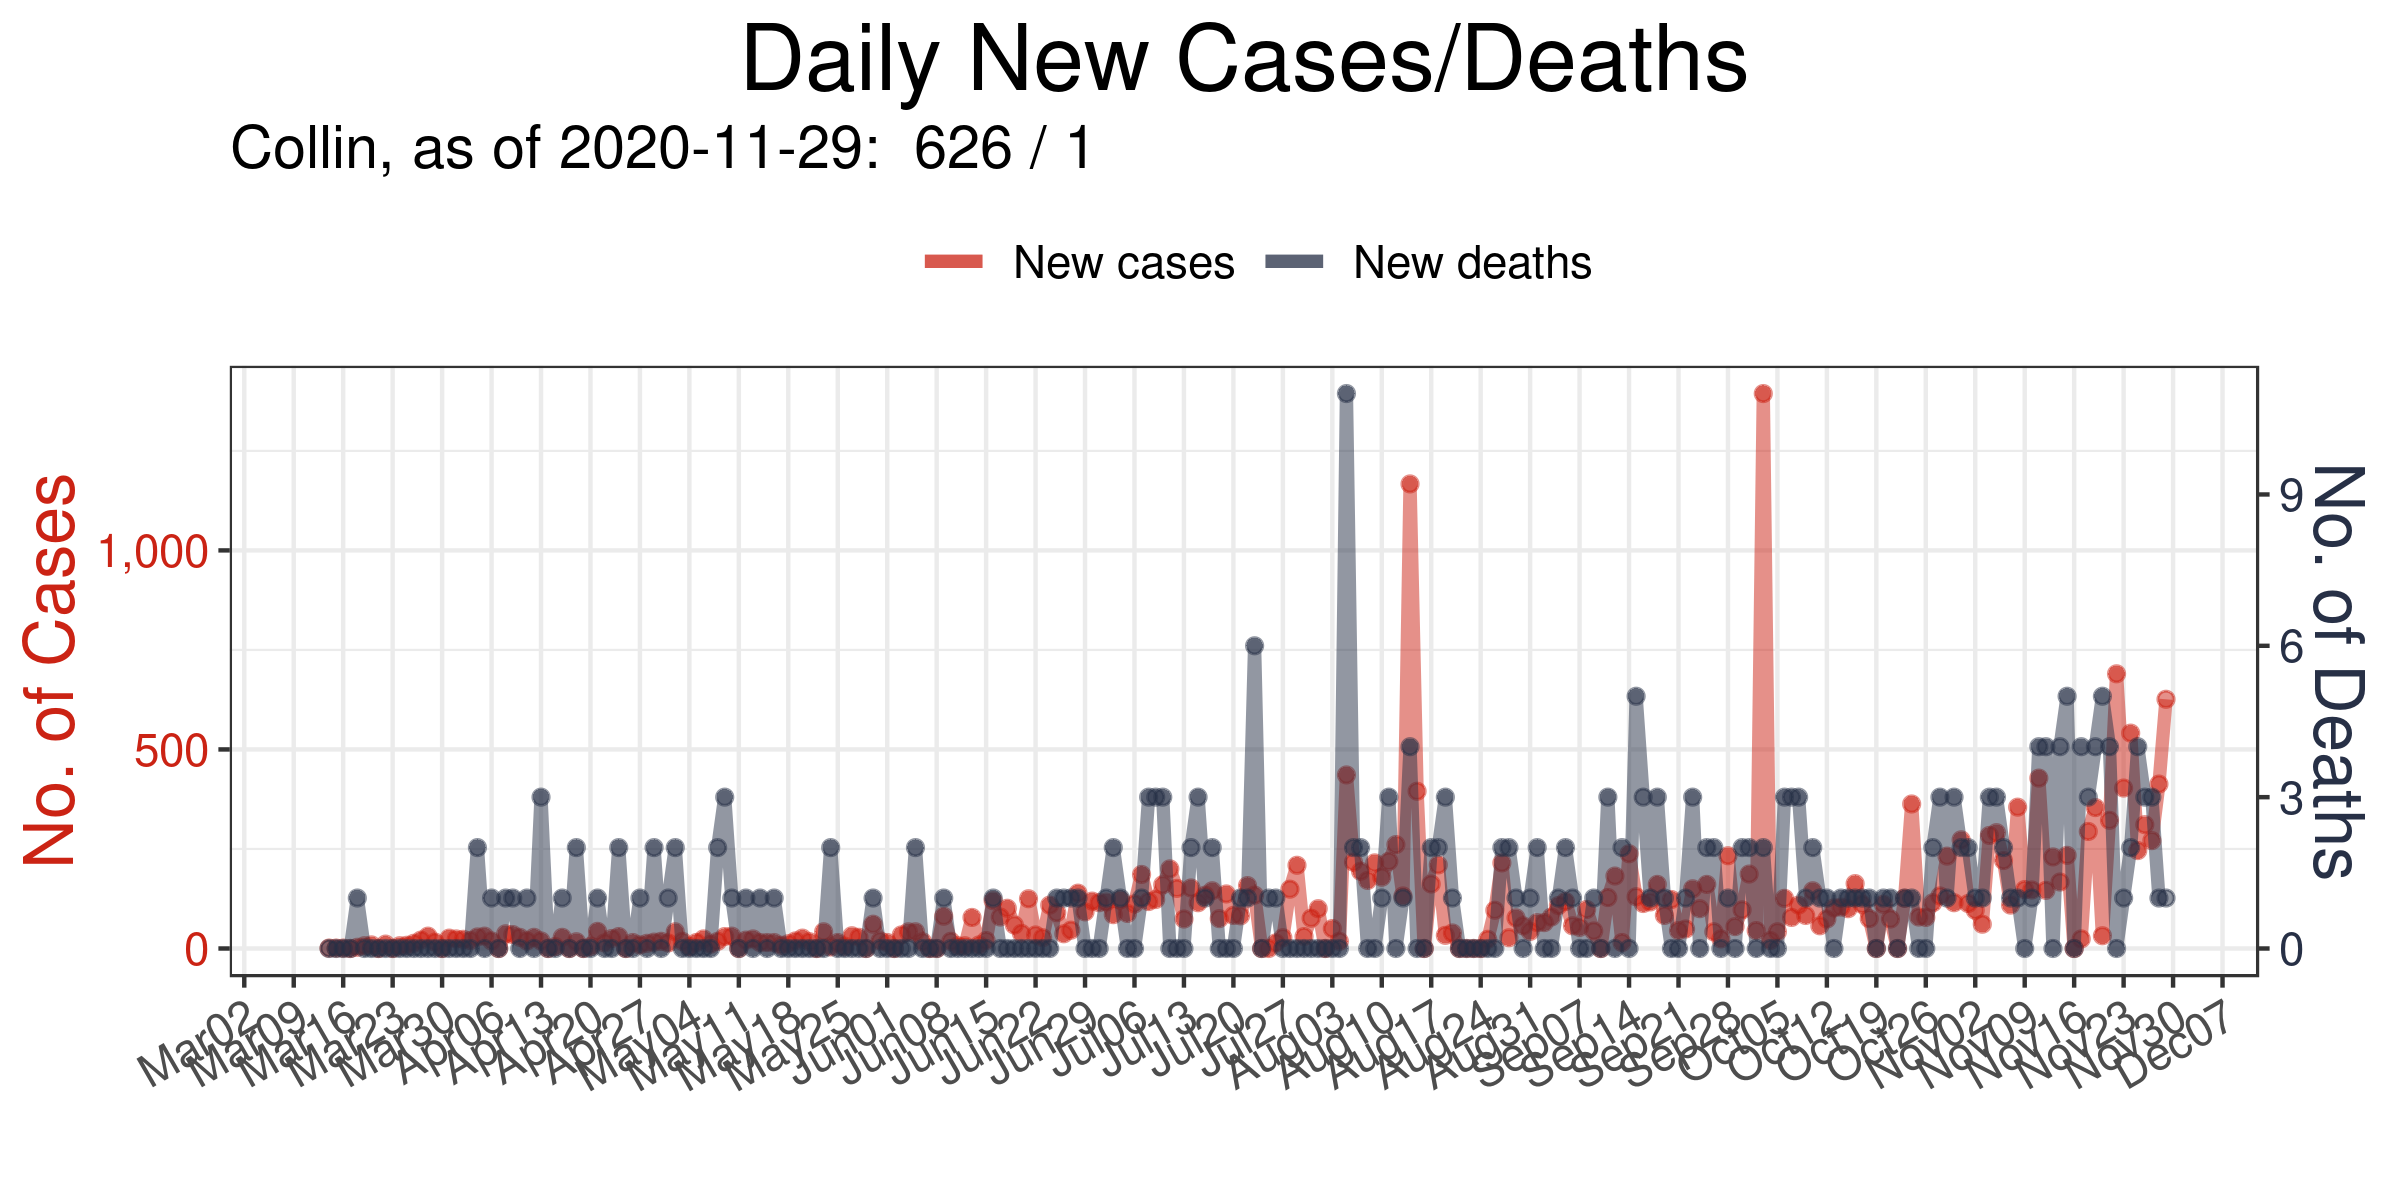 Daily New Cases/Deaths
Collin, as of 2020-11-29:  626 / 1
New cases
New deaths
No. of Cases
1,000
500
0
9
6
3
0
No. of Deaths
Mar02
Mar09
Mar16
Mar23
Mar30
Apr06
Apr13
Apr20
Apr27
May04
May11
May18
May25
Jun01
Jun08
Jun15
Jun22
Jun29
Jul06
Jul13
Jul20
Jul27
Aug03
Aug10
Aug17
Aug24
Aug31
Sep07
Sep14
Sep21
Sep28
Oct05
Oct12
Oct19
Oct26
Nov02
Nov09
Nov16
Nov23
Nov30
Dec07